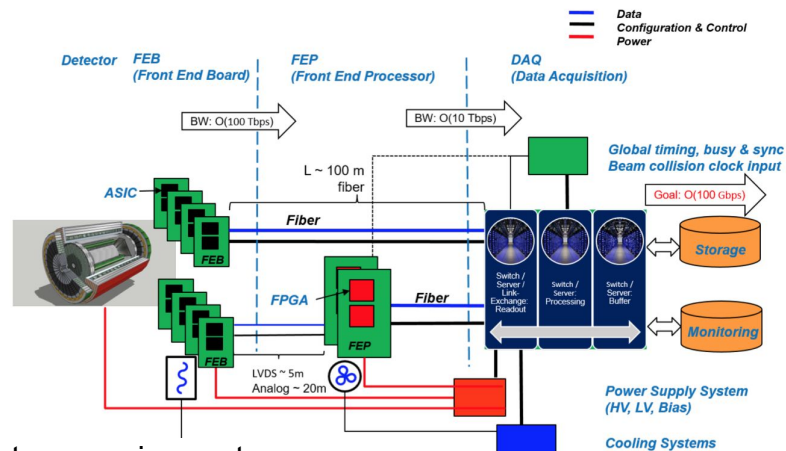 Data
Configuration & Control
Power
Detector
FEB
(Front End Board)
FEP
(Front End Processor)
DAQ
(Data Acquisition)
BW: O(100 Tbps)
BW: O(10 Tbps)
Global timing, busy & sync
Beam collision clock input
L ~ 100 m
fiber
Goal: O(100 Gbps)
ASIC
Fiber
FEB
Switch /
Server /
Link-
Exchange:
Readout
Switch /
Server:
Processing
Switch /
Server:
Buffer
Storage
FPGA
Fiber
FEB
FEP
Monitoring
LVDS ~ 5m
Analog ~ 20m
Power Supply System
(HV, LV, Bias)
Cooling Systems